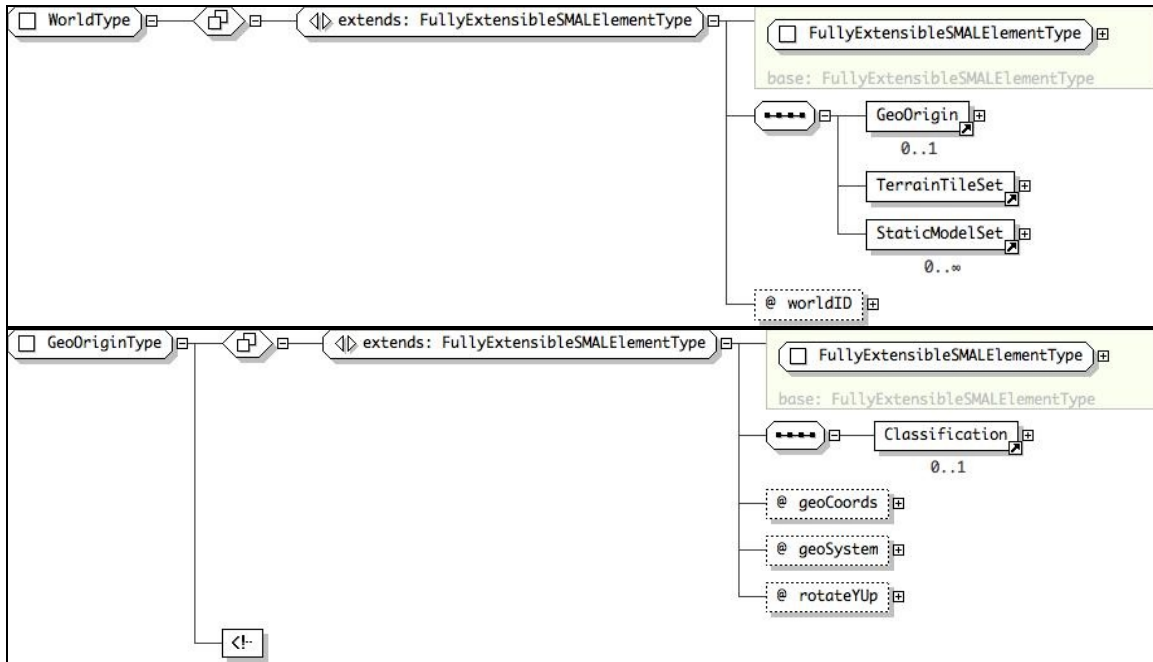 WorldType
extends: FullyExtensibleSMALElementType
FullyExtensibleSMALElementType
base: FullyExtensibleSMALElementType
GeoOrigin
0..1
TerrainTileSet
StaticModelSet
0..∞
@ worldID
GeoOriginType
extends: FullyExtensibleSMALElementType
FullyExtensibleSMALElementType
base: FullyExtensibleSMALElementType
Classification
0..1
@ geoCoords
@ geoSystem
@ rotateYUp
<!--